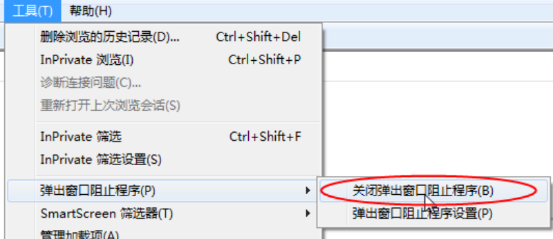 工具(T) 帮助(H)
删除浏览的历史记录(D)... Ctrl+Shift+Del
InPrivate 浏览(I) Ctrl+Shift+P
诊断连接问题(C)...
重新打开上次浏览会话(S)
InPrivate 筛选 Ctrl+Shift+F
InPrivate 筛选设置(S)
弹出窗口阻止程序(P)
关闭弹出窗口阻止程序(B)
SmartScreen 筛选器(T)
弹出窗口阻止程序设置(P)
管理加载项(A)